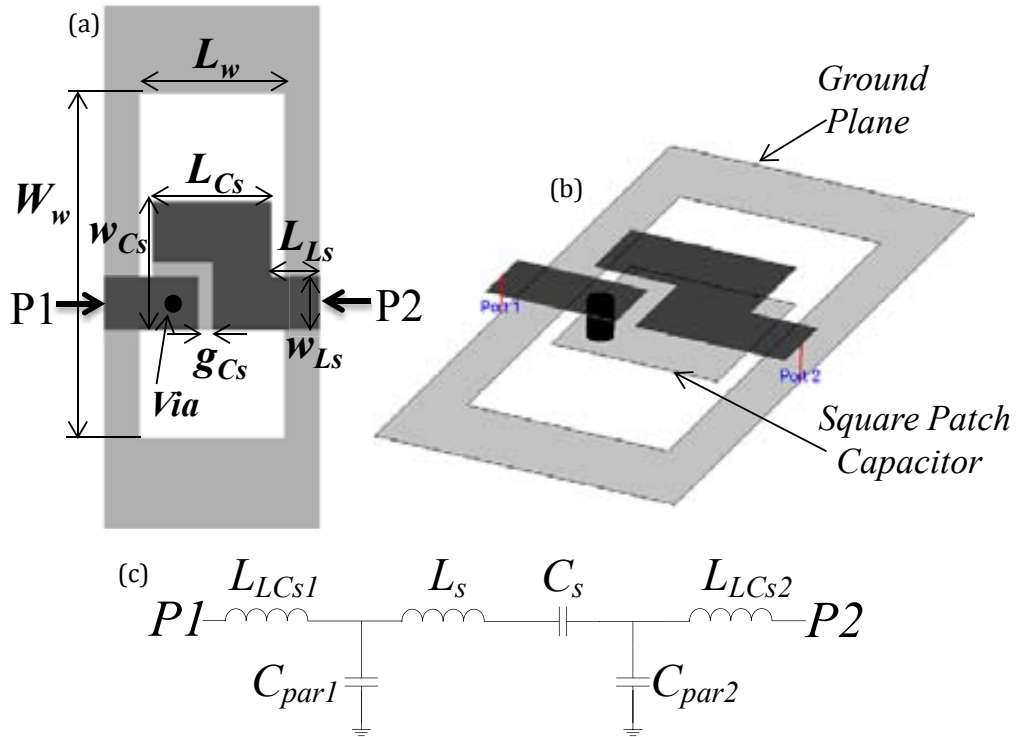 (a)
L_w
W_w
L_Cs
w_Cs
L_Ls
P1
P2
w_Ls
g_Cs
Via
(b)
Ground
Plane
Port 1
Port 2
Square Patch
Capacitor
(c)
L_LCs1
L_s
C_s
L_LCs2
P1
P2
C_par1
C_par2